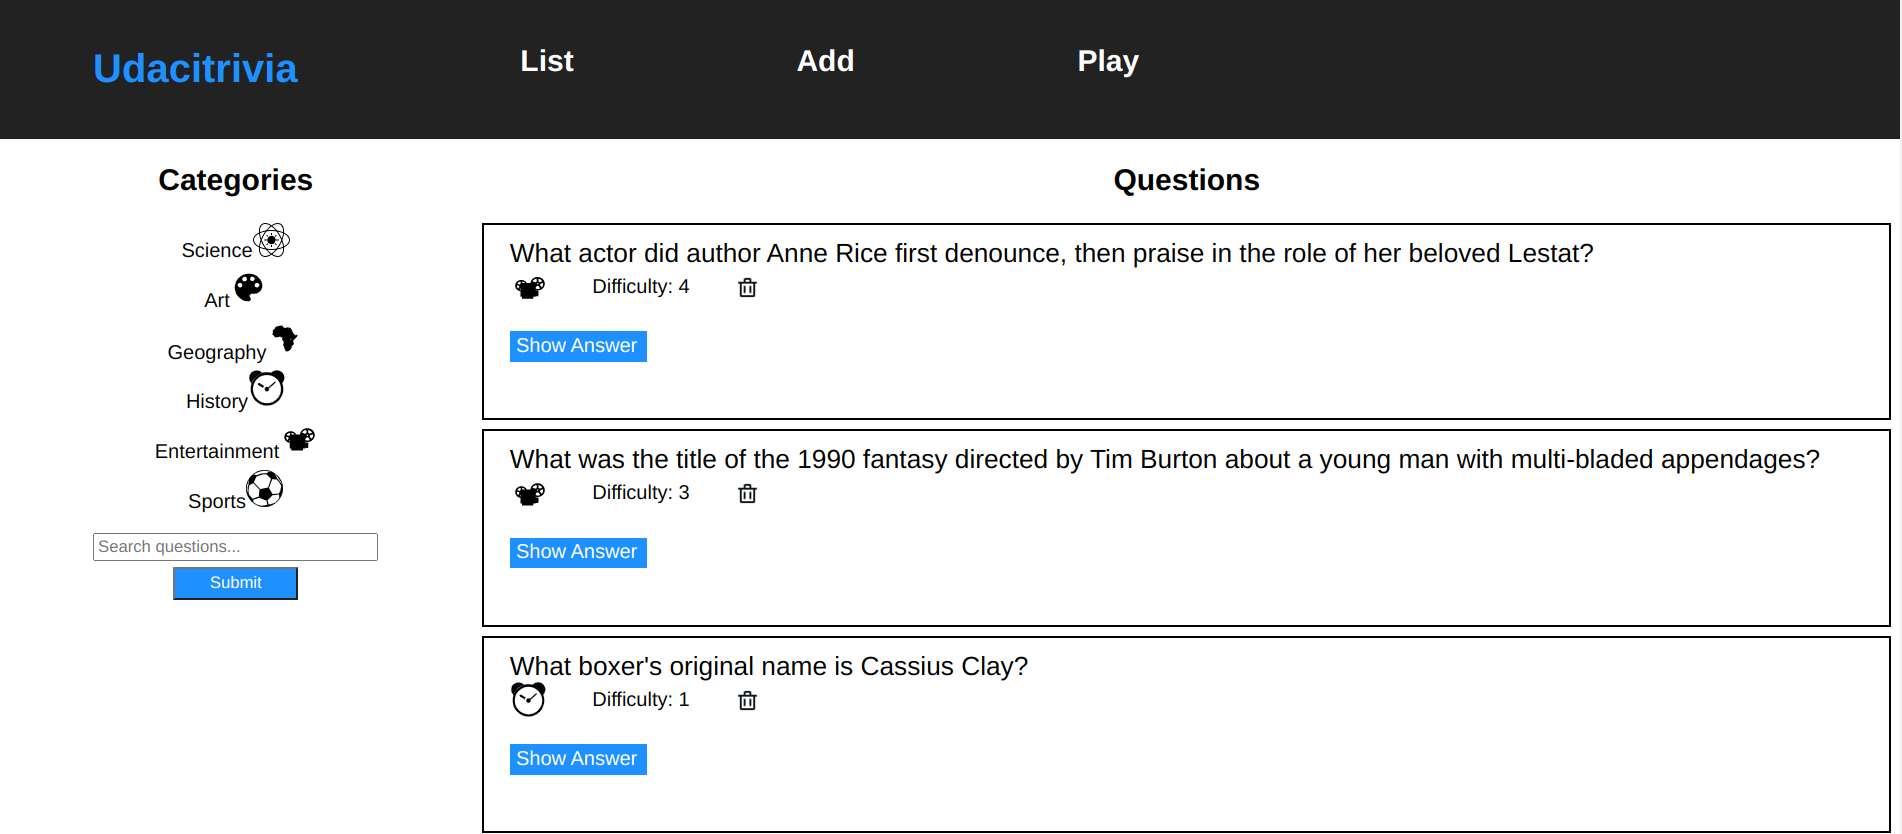 Udacitrivia
List
Add
Play
Categories
Science
Art
Geography
History
Entertainment
Sports
Search questions...
Submit
Questions
What actor did author Anne Rice first denounce, then praise in the role of her beloved Lestat?
Difficulty: 4
Show Answer
What was the title of the 1990 fantasy directed by Tim Burton about a young man with multi-bladed appendages?
Difficulty: 3
Show Answer
What boxer's original name is Cassius Clay?
Difficulty: 1
Show Answer